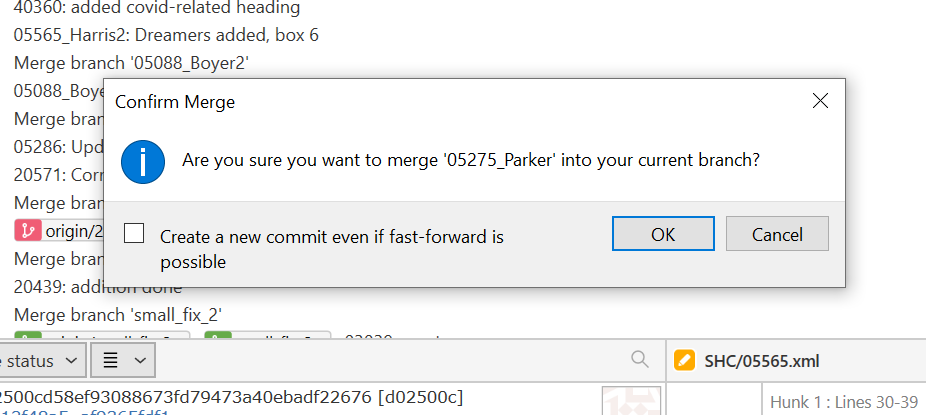 40360: added covid-related heading
05565_Harris2: Dreamers added, box 6
Merge branch '05088_Boyer2'
05088_Boye
Merge bran
05286: Upd
20571: Corr
Merge bran
origin/2
Merge bran
20439: addition done
Merge branch 'small_fix_2'
Confirm Merge
Are you sure you want to merge '05275_Parker' into your current branch?
Create a new commit even if fast-forward is
possible
OK
Cancel
status
SHC/05565.xml
2500cd58ef93088673fd79473a40ebadf22676 [d02500c]
Hunk 1 : Lines 30-39